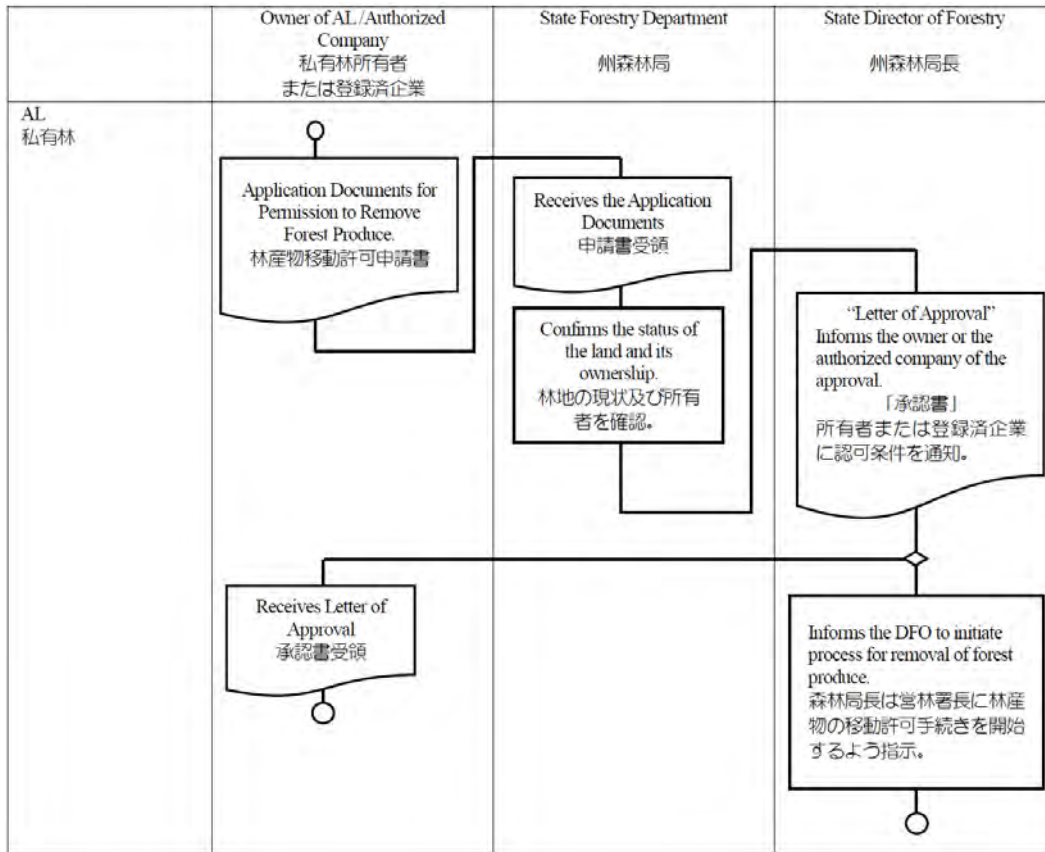 Owner of AL /Authorized
Company
私有林所有者
または登録済企業
State Forestry Department
州森林局
State Director of Forestry
州森林局長
AL
私有林
Application Documents for
Permission to Remove
Forest Produce.
林産物移動許可申請書
Receives the Application
Documents
申請書受領
Confirms the status of
the land and its
ownership.
林地の現状及び所有
者を確認。
“Letter of Approval”
Informs the owner or the
authorized company of the
approval.
「承認書」
所有者または登録済企業
に認可条件を通知。
Receives Letter of
Approval
承認書受領
Informs the DFO to initiate
process for removal of forest
produce.
森林局長は営林署長に林産
物の移動許可手続きを開始
するよう指示。